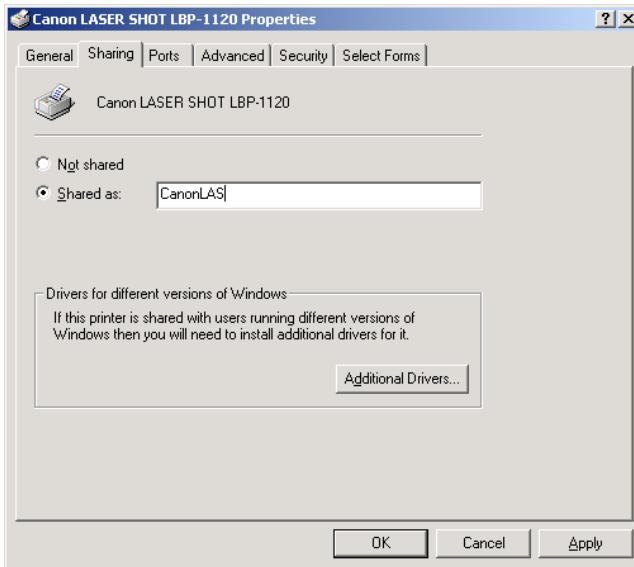 Canon LASER SHOT LBP-1120 Properties
General Sharing Ports Advanced Security Select Forms
Canon LASER SHOT LBP-1120
Not shared
Shared as: CanonLAS
Drivers for different versions of Windows
If this printer is shared with users running different versions of
Windows then you will need to install additional drivers for it.
Additional Drivers...
OK Cancel Apply